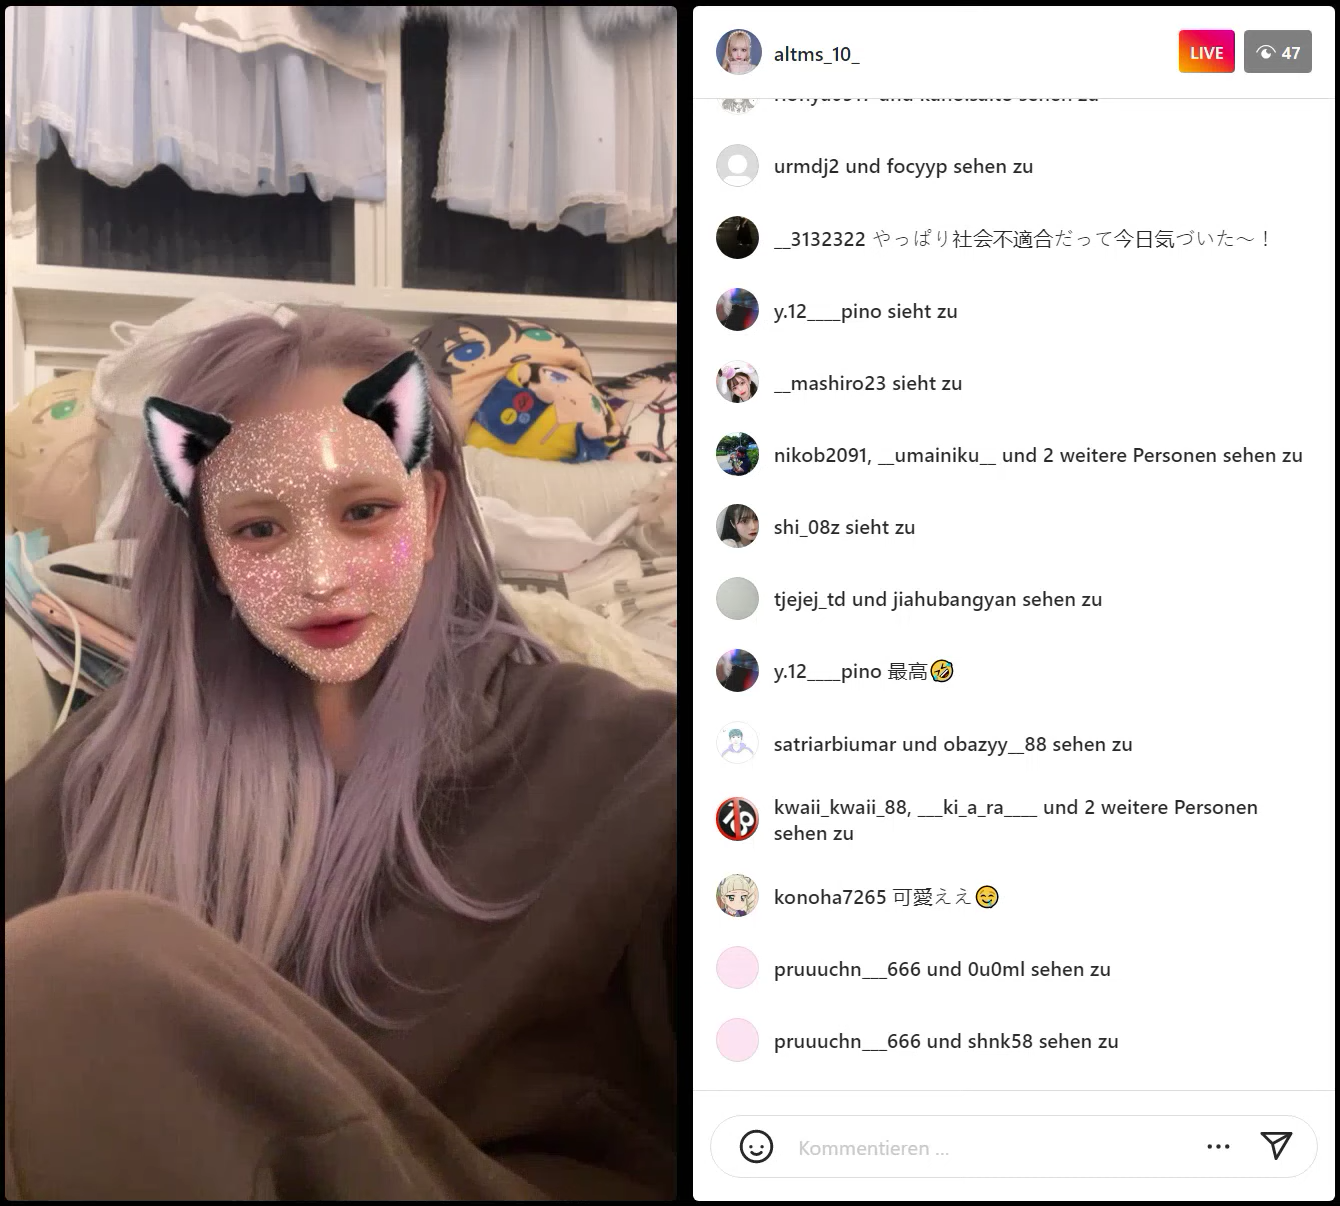 altms_10_
LIVE
47
urmdj2 und focyyp sehen zu
__3132322 やっぱり社会不適合だって今日気づいた〜！
y.12____pino sieht zu
__mashiro23 sieht zu
nikob2091, __umainiku__ und 2 weitere Personen sehen zu
shi_08z sieht zu
tjejej_td und jiahubangyan sehen zu
y.12____pino 最高🤣
satriarbiumar und obazyy__88 sehen zu
kwaii_kwaii_88, ___ki_a_ra____ und 2 weitere Personen
sehen zu
konoha7265 可愛ええ🤤
pruuuchn___666 und 0u0ml sehen zu
pruuuchn___666 und shnk58 sehen zu
Kommentieren ...